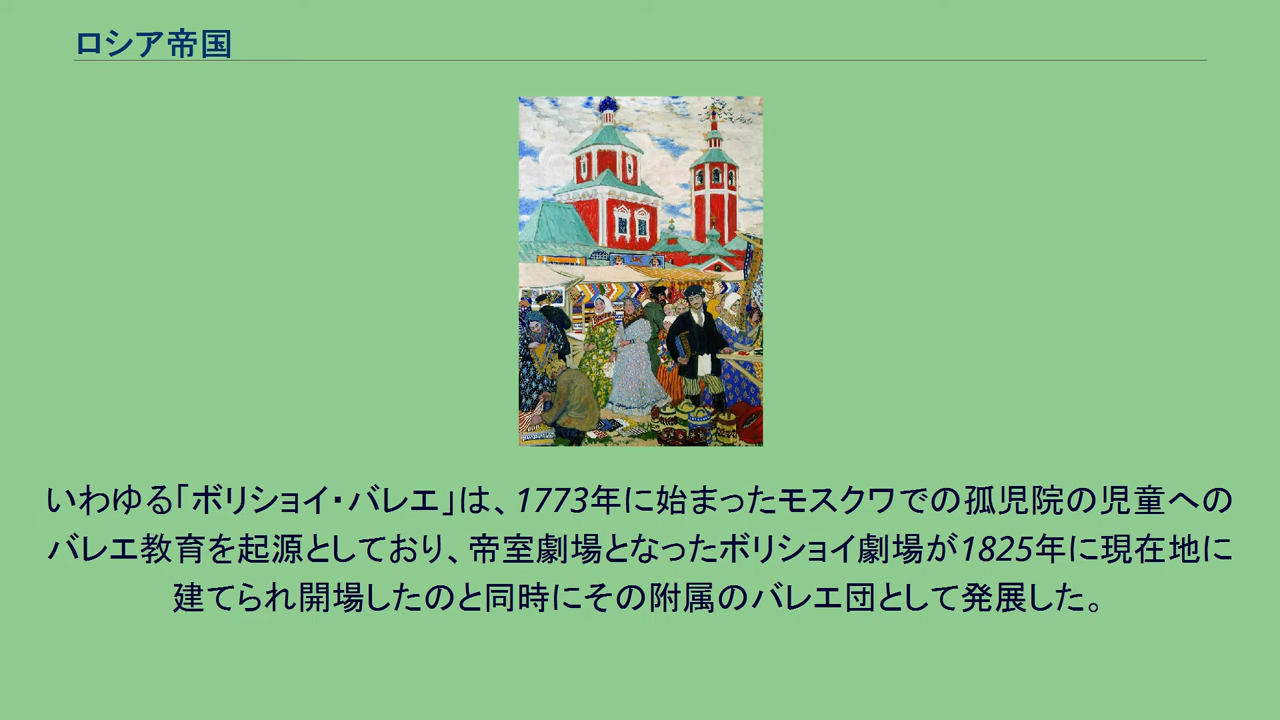 ロシア帝国
いわゆる「ボリショイ・バレエ」は、1773年に始まったモスクワでの孤児院の児童への
バレエ教育を起源としており、帝室劇場となったボリショイ劇場が1825年に現在地に
建てられ開場したのと同時にその附属のバレエ団として発展した。